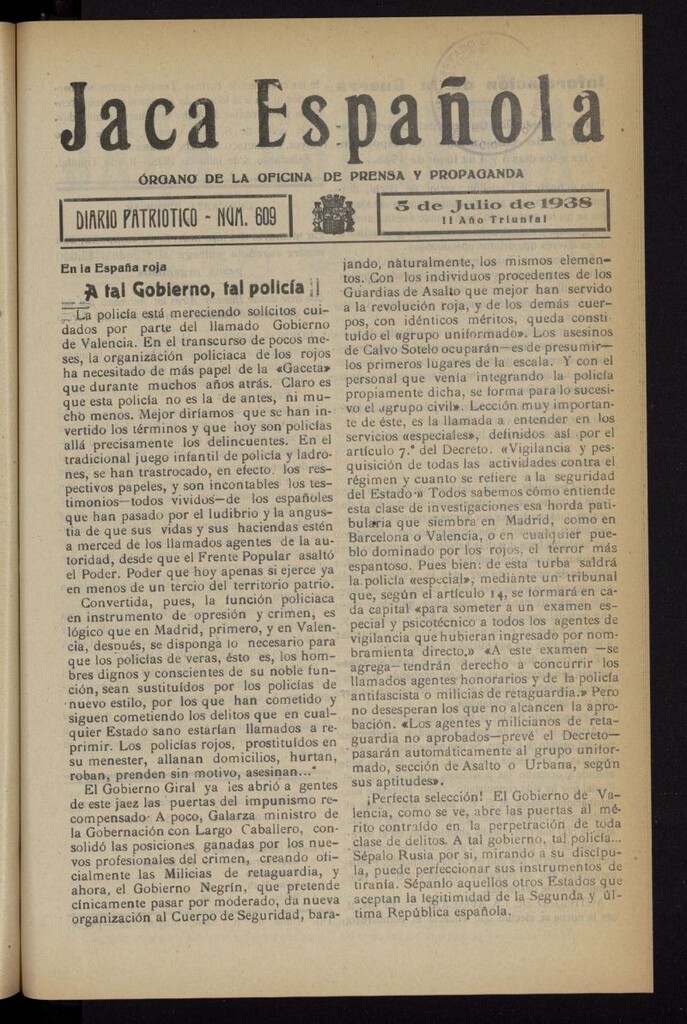 Jaca Española
ÓRGANO DE LA OFICINA DE PRENSA Y PROPAGANDA
DIARIO PATRIOTICO - NÚM. 609
5 de Julio de 1938
II Año Triunfal
En la España roja
A tal Gobierno, tal policía
La policía está mereciendo solícitos cui-
dados por parte del llamado Gobierno
de Valencia. En el transcurso de pocos me-
ses, la organización policiaca de los rojos
ha necesitado de más papel de la «Gaceta»
que durante muchos años atrás. Claro es
que esta policía no es la de antes, ni mu-
cho menos. Mejor diríamos que se han in-
vertido los términos y que hoy son policías
allá precisamente los delincuentes. En el
tradicional juego infantil de policía y ladro-
nes, se han trastrocado, en efecto, los res-
pectivos papeles, y son incontables los tes-
timonios—todos vividos—de los españoles
que han pasado por el ludibrio y la angus-
tia de que sus vidas y sus haciendas estén
a merced de los llamados agentes de la au-
toridad, desde que el Frente Popular asaltó
el Poder. Poder que hoy apenas si ejerce ya
en menos de un tercio del territorio patrio.
Convertida, pues, la función policiaca
en instrumento de opresión y crimen, es
lógico que en Madrid, primero, y en Valen-
cia, después, se disponga lo necesario para
que los policías de veras, ésto es, los hom-
bres dignos y conscientes de su noble fun-
ción, sean sustituídos por los policías de
nuevo estilo, por los que han cometido y
siguen cometiendo los delitos que en cual-
quier Estado sano estarían llamados a re-
primir. Los policías rojos, prostituídos en
su menester, allanan domicilios, hurtan,
roban, prenden sin motivo, asesinan..."
El Gobierno Giral ya les abrió a gentes
de este jaez las puertas del impunismo re-
compensado· A poco, Galarza ministro de
la Gobernación con Largo Caballero, con-
solidó las posiciones ganadas por los nue-
vos profesionales del crimen, creando ofi-
cialmente las Milicias de retaguardia, y
ahora, el Gobierno Negrín, que pretende
cínicamente pasar por moderado, da nueva
organización al Cuerpo de Seguridad, bara-
jando, naturalmente, los mismos elemen-
tos. Con los individuos procedentes de los
Guardias de Asalto que mejor han servido
a la revolución roja, y de los demás cuer-
pos, con idénticos méritos, queda consti-
tuído el «grupo uniformado». Los asesinos
de Calvo Sotelo ocuparán—es de presumir—
los primeros lugares de la escala. Y con el
personal que venía integrando la policía
propiamente dicha, se forma para lo sucesi-
vo el «grupo civil». Lección muy importan-
te de éste, es la llamada a entender en los
servicios «especiales», definidos así por el
artículo 7.º del Decreto. «Vigilancia y pes-
quisición de todas las actividades contra el
régimen y cuanto se refiere a la seguridad
del Estado·» Todos sabemos cómo entiende
esta clase de investigaciones esa horda pati-
bularia que siembra en Madrid, como en
Barcelona o Valencia, o en cualquier pue-
blo dominado por los rojos, el terror más
espantoso. Pues bien: de esta turba saldrá
la policía «especial», mediante un tribunal
que, según el artículo 14, se formará en ca-
da capital «para someter a un examen es-
pecial y psicotécnico a todos los agentes de
vigilancia que hubieran ingresado por nom-
bramienta directo.» «A este examen —se
agrega—tendrán derecho a concurrir los
llamados agentes honorarios y de la policía
antifascista o milicias de retaguardia.» Pero
no desesperan los que no alcancen la apro-
bación. «Los agentes y milicianos de reta-
guardia no aprobados—prevé el Decreto—
pasarán automáticamente al grupo unifor-
mado, sección de Asalto o Urbana, según
sus aptitudes».
¡Perfecta selección! El Gobierno de Va-
lencia, como se ve, abre las puertas al mé-
rito contraído en la perpetración de toda
clase de delitos. A tal gobierno, tal policía...
Sépalo Rusia por si, mirando a su discípu-
la, puede perfeccionar sus instrumentos de
tiranía. Sépanlo aquellos otros Estados que
aceptan la legitimidad de la Segunda y úl-
tima República española.